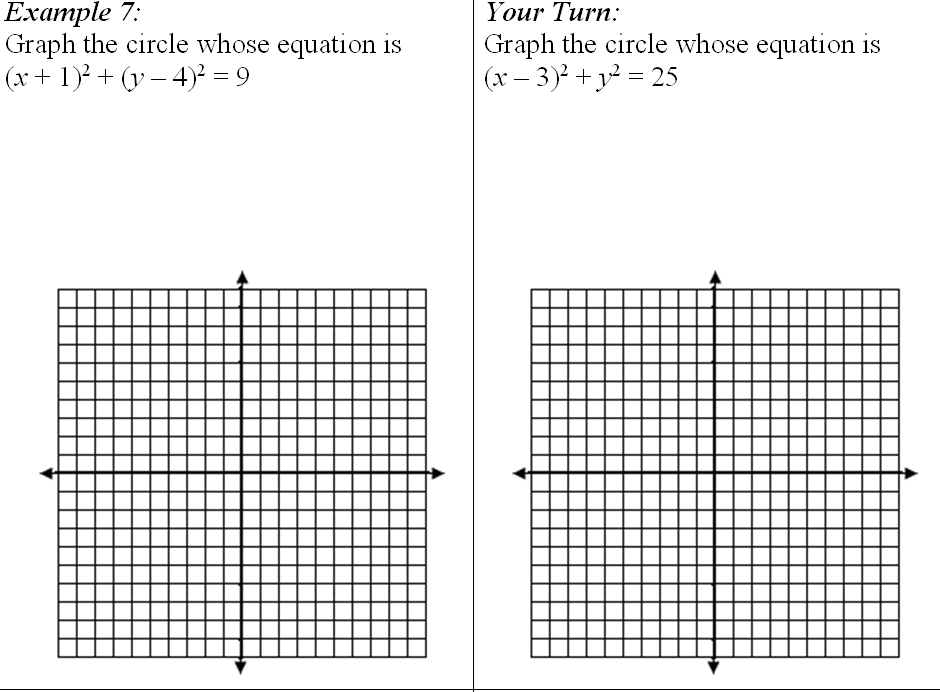 Example 7:
Graph the circle whose equation is
(x + 1)² + (y – 4)² = 9
Your Turn:
Graph the circle whose equation is
(x – 3)² + y² = 25